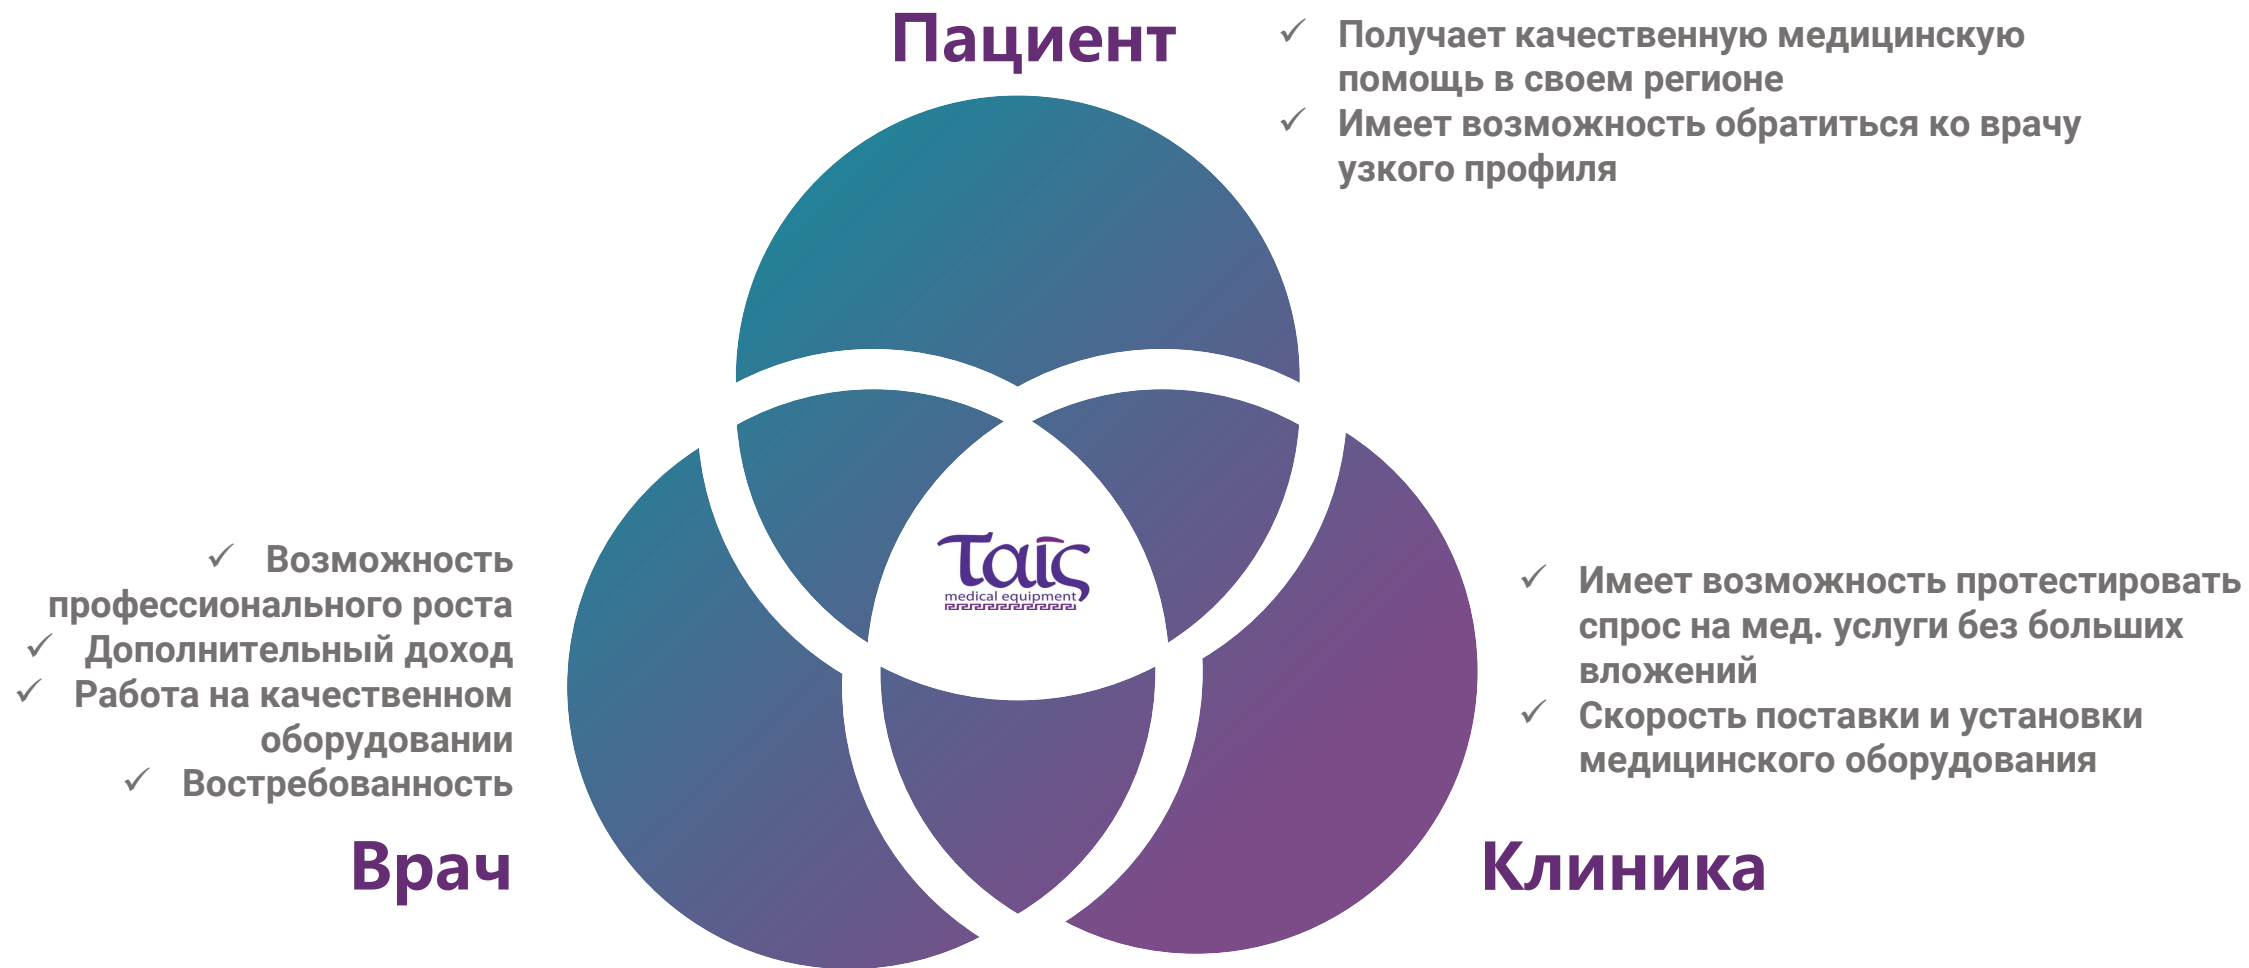 Пациент
✓ Получает качественную медицинскую
помощь в своем регионе
✓ Имеет возможность обратиться ко врачу
узкого профиля
ταῖς
medical equipment
✓ Возможность
профессионального роста
✓ Дополнительный доход
✓ Работа на качественном
оборудовании
✓ Востребованность
Врач
✓ Имеет возможность протестировать
спрос на мед. услуги без больших
вложений
✓ Скорость поставки и установки
медицинского оборудования
Клиника